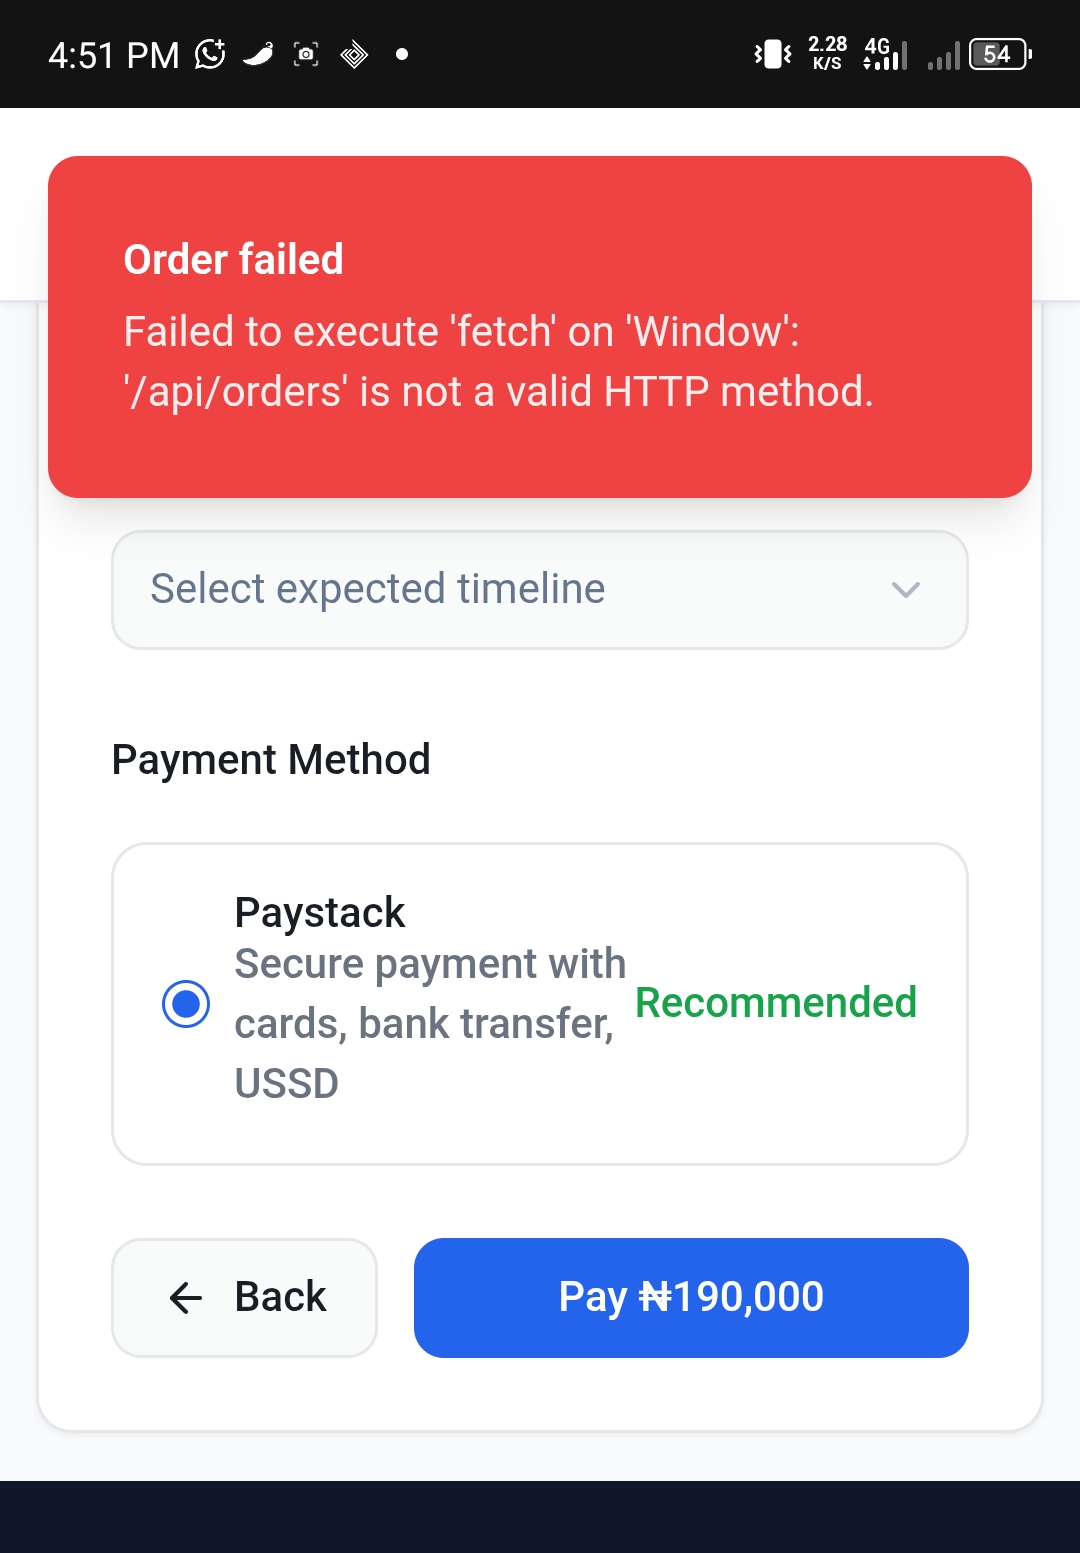 4:51 PM
2.28
K/S
4G
54
Order failed
Failed to execute 'fetch' on 'Window':
'/api/orders' is not a valid HTTP method.
Select expected timeline
Payment Method
Paystack
Secure payment with
cards, bank transfer,
USSD
Recommended
Back
Pay ₦190,000